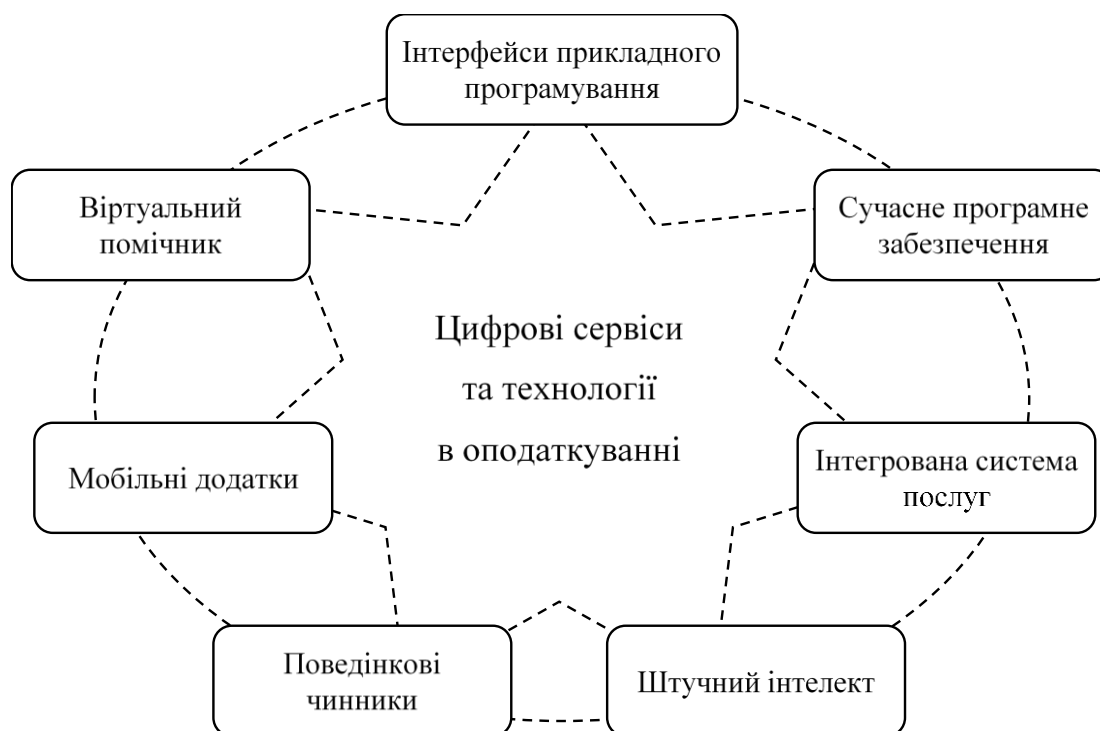 Інтерфейси прикладного
програмування
Віртуальний
помічник
Сучасне програмне
забезпечення
Цифрові сервіси
та технології
в оподаткуванні
Мобільні додатки
Інтегрована система
послуг
Поведінкові
чинники
Штучний інтелект